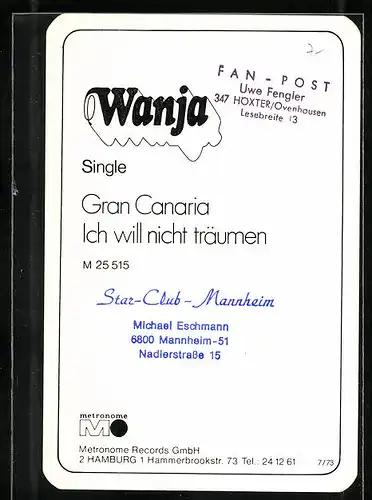 7.-
FAN-POST
Uwe Fengler
347 HÖXTER/Ovenhausen
Lesebreite 13
Wanja
Single
Gran Canaria
Ich will nicht träumen
M 25 515
Star-Club-Mannheim
Michael Eschmann
6800 Mannheim-51
Nadlerstraße 15
metronome
Metronome Records GmbH
2 HAMBURG 1 Hammerbrookstr. 73 Tel.: 24 12 61 7/73